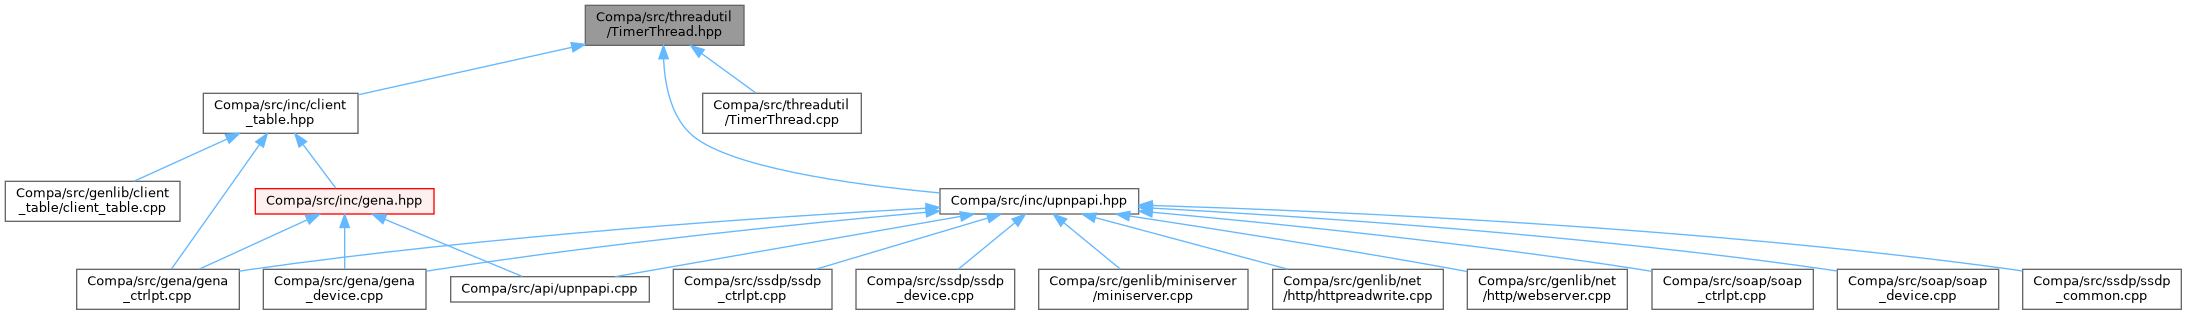 Compa/src/threadutil
/TimerThread.hpp
Compa/src/inc/client
_table.hpp
Compa/src/threadutil
/TimerThread.cpp
Compa/src/genlib/client
_table/client_table.cpp
Compa/src/inc/gena.hpp
Compa/src/inc/upnpapi.hpp
Compa/src/gena/gena
_ctrlpt.cpp
Compa/src/gena/gena
_device.cpp
Compa/src/api/upnpapi.cpp
Compa/src/ssdp/ssdp
_ctrlpt.cpp
Compa/src/ssdp/ssdp
_device.cpp
Compa/src/genlib/miniserver
/miniserver.cpp
Compa/src/genlib/net
/http/httpreadwrite.cpp
Compa/src/genlib/net
/http/webserver.cpp
Compa/src/soap/soap
_ctrlpt.cpp
Compa/src/soap/soap
_device.cpp
Compa/src/ssdp/ssdp
_common.cpp